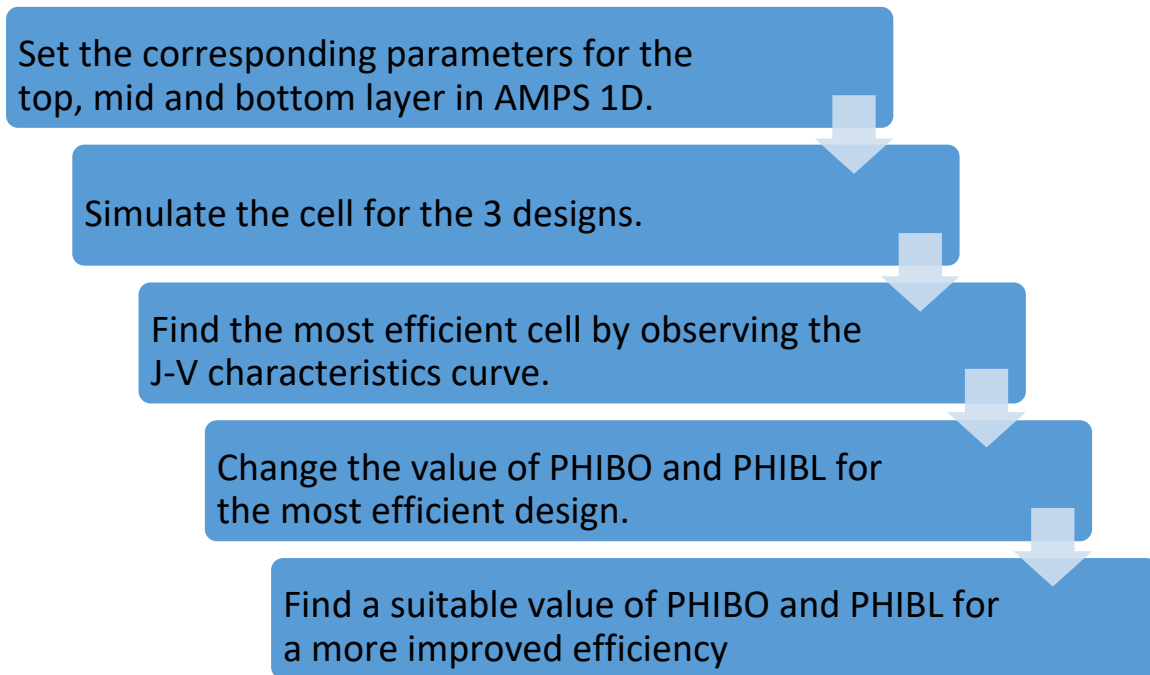 Set the corresponding parameters for the
top, mid and bottom layer in AMPS 1D.
Simulate the cell for the 3 designs.
Find the most efficient cell by observing the
J-V characteristics curve.
Change the value of PHIBO and PHIBL for
the most efficient design.
Find a suitable value of PHIBO and PHIBL for
a more improved efficiency